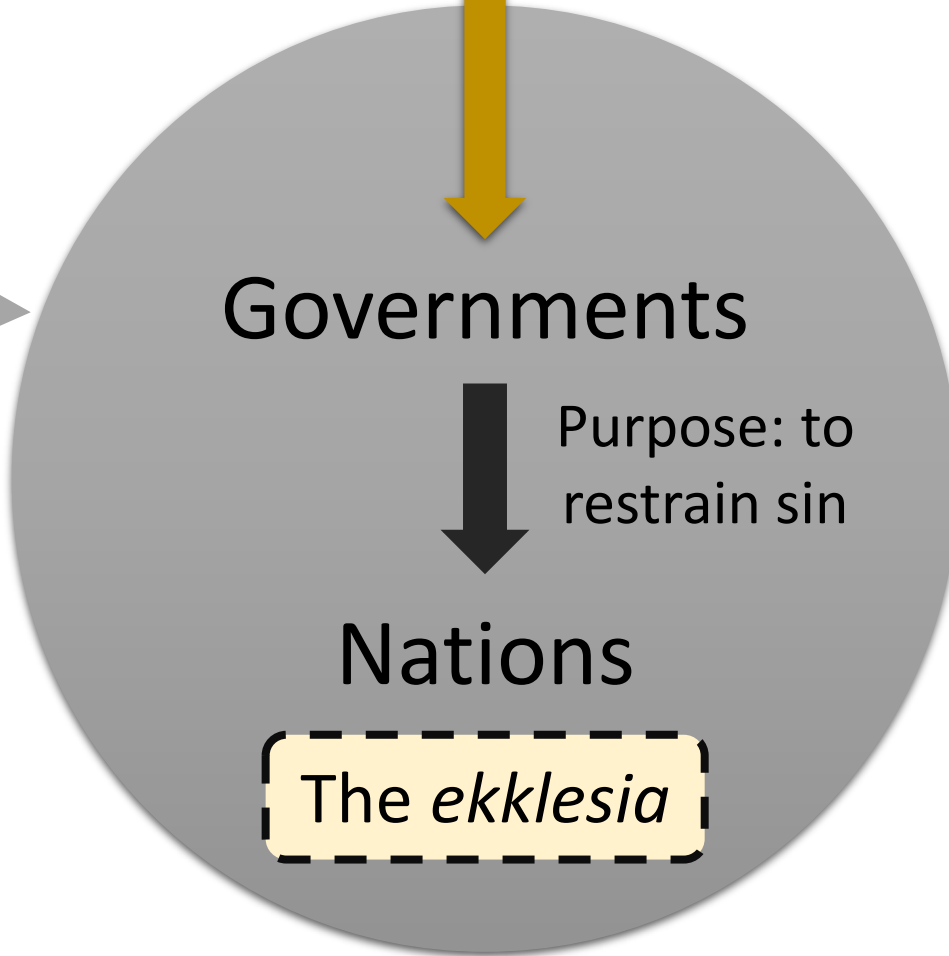 Governments
Purpose: to
restrain sin
Nations
The ekklesia